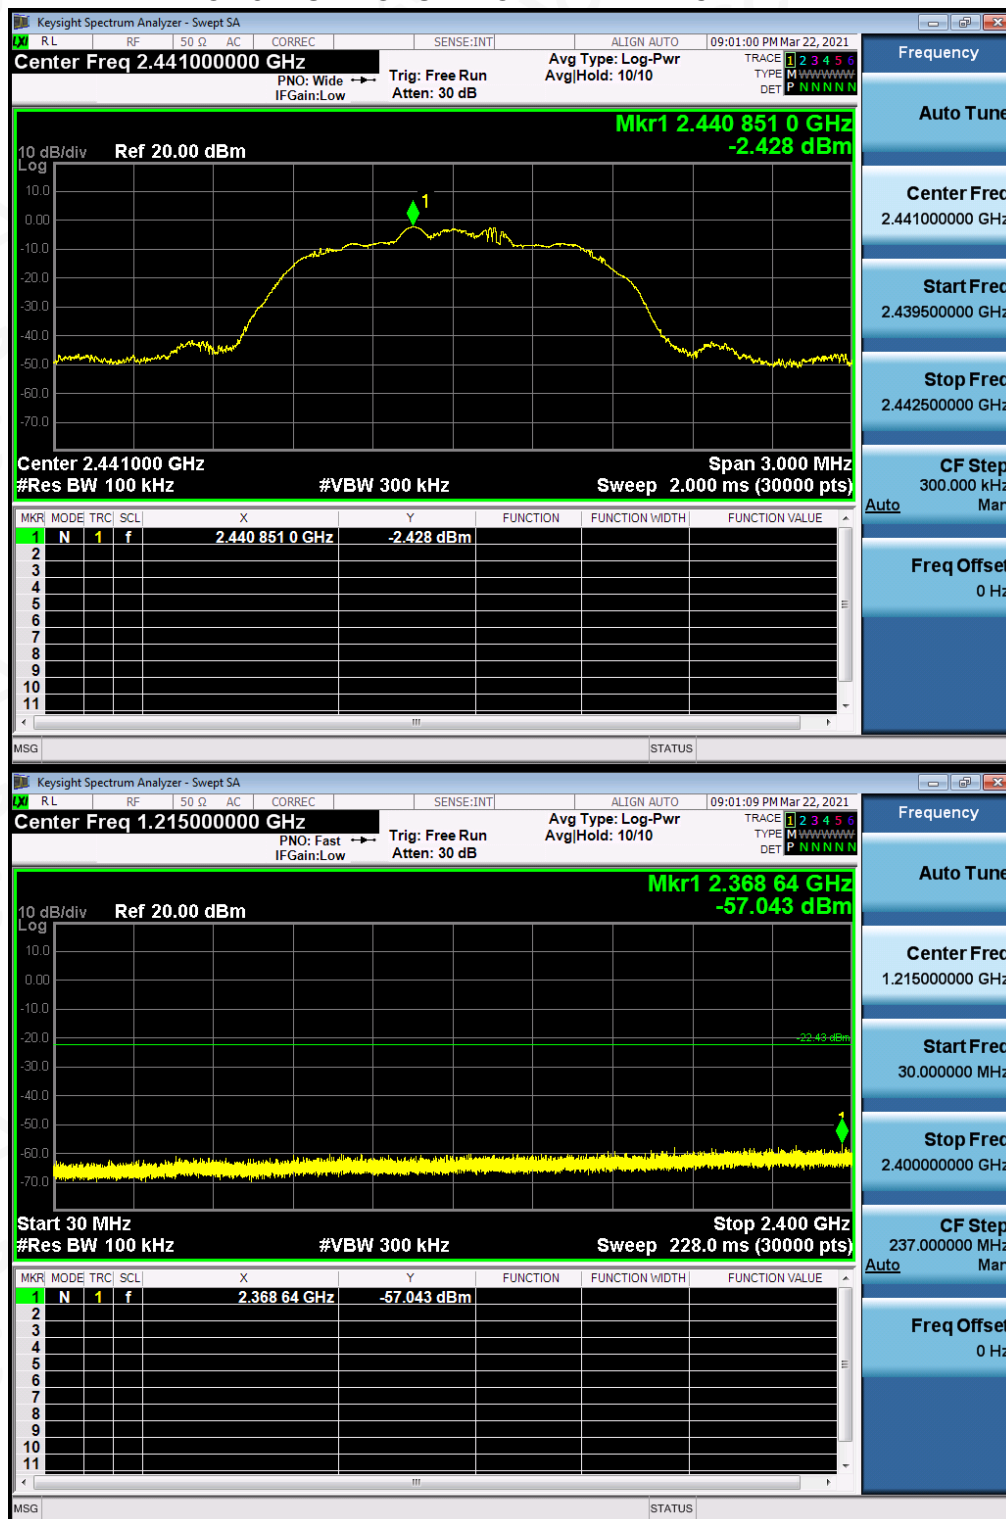 Keysight Spectrum Analyzer - Swept SA
LXI RL RF 50 Ω AC CORREC SENSE:INT ALIGN AUTO 09:01:00 PM Mar 22, 2021
Center Freq 2.441000000 GHz
PNO: Wide
IFGain:Low
Trig: Free Run
Atten: 30 dB
Avg Type: Log-Pwr
Avg|Hold: 10/10
TRACE 1 2 3 4 5 6
TYPE M WWWWW
DET P N N N N N
Mkr1 2.440 851 0 GHz
-2.428 dBm
10 dB/div Ref 20.00 dBm
Log
10.0
0.00
-10.0
-20.0
-30.0
-40.0
-50.0
-60.0
-70.0
1
Center 2.441000 GHz Span 3.000 MHz
#Res BW 100 kHz #VBW 300 kHz Sweep 2.000 ms (30000 pts)
MKR MODE TRC SCL X Y FUNCTION FUNCTION WIDTH FUNCTION VALUE
1 N 1 f 2.440 851 0 GHz -2.428 dBm
2
3
4
5
6
7
8
9
10
11
MSG STATUS
Frequency
Auto Tune
Center Freq
2.441000000 GHz
Start Freq
2.439500000 GHz
Stop Freq
2.442500000 GHz
CF Step
300.000 kHz
Auto Man
Freq Offset
0 Hz
Keysight Spectrum Analyzer - Swept SA
LXI RL RF 50 Ω AC CORREC SENSE:INT ALIGN AUTO 09:01:09 PM Mar 22, 2021
Center Freq 1.215000000 GHz
PNO: Fast
IFGain:Low
Trig: Free Run
Atten: 30 dB
Avg Type: Log-Pwr
Avg|Hold: 10/10
TRACE 1 2 3 4 5 6
TYPE M WWWWW
DET P N N N N N
Mkr1 2.368 64 GHz
-57.043 dBm
10 dB/div Ref 20.00 dBm
Log
10.0
0.00
-10.0
-20.0
-30.0
-40.0
-50.0
-60.0
-70.0
-22.43 dBm
1
Start 30 MHz Stop 2.400 GHz
#Res BW 100 kHz #VBW 300 kHz Sweep 228.0 ms (30000 pts)
MKR MODE TRC SCL X Y FUNCTION FUNCTION WIDTH FUNCTION VALUE
1 N 1 f 2.368 64 GHz -57.043 dBm
2
3
4
5
6
7
8
9
10
11
MSG STATUS
Frequency
Auto Tune
Center Freq
1.215000000 GHz
Start Freq
30.000000 MHz
Stop Freq
2.400000000 GHz
CF Step
237.000000 MHz
Auto Man
Freq Offset
0 Hz